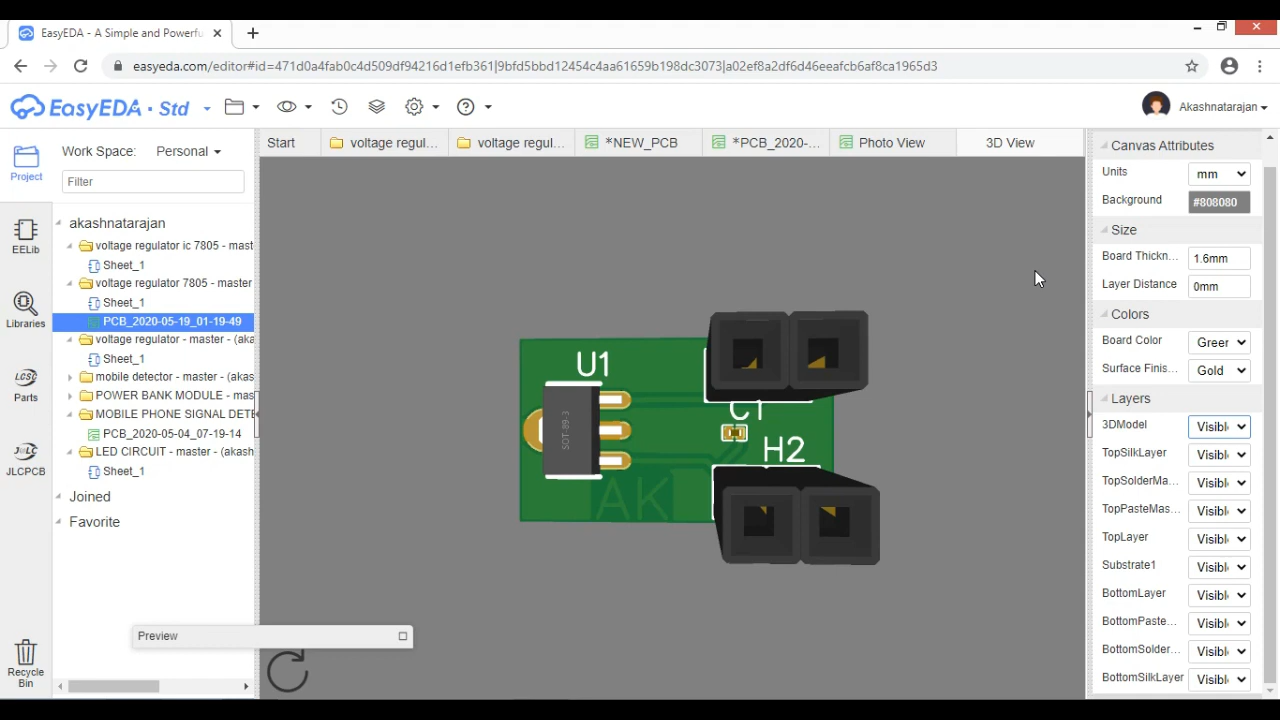 EasyEDA - A Simple and Powerfu
easyeda.com/editor#id=471d0a4fab0c4d509df94216d1efb361|9bfd5bbd12454c4aa61659b198dc3073|a02ef8a2df6d46eeafcb6af8ca1965d3
EasyEDA · Std
Akashnatarajan
Project
EELib
Libraries
LCSC
Parts
JLCPCB
Recycle
Bin
Work Space: Personal
Filter
akashnatarajan
voltage regulator ic 7805 - mast
Sheet_1
voltage regulator 7805 - master
Sheet_1
PCB_2020-05-19_01-19-49
voltage regulator - master - (aka
Sheet_1
mobile detector - master - (akas
POWER BANK MODULE - mas
MOBILE PHONE SIGNAL DETE
PCB_2020-05-04_07-19-14
LED CIRCUIT - master - (akash
Sheet_1
Joined
Favorite
Start
voltage regul...
voltage regul...
*NEW_PCB
*PCB_2020-...
Photo View
3D View
U1
SOT-89-3
C1
H2
AK
Preview
Canvas Attributes
Units mm
Background #808080
Size
Board Thickn... 1.6mm
Layer Distance 0mm
Colors
Board Color Green
Surface Finis... Gold
Layers
3DModel Visibl
TopSilkLayer Visibl
TopSolderMa... Visibl
TopPasteMas... Visibl
TopLayer Visibl
Substrate1 Visibl
BottomLayer Visibl
BottomPaste... Visibl
BottomSolder... Visibl
BottomSilkLayer Visibl